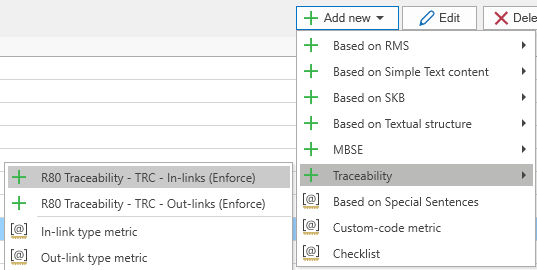 Add new
Edit
Dele
Based on RMS
Based on Simple Text content
Based on SKB
Based on Textual structure
MBSE
Traceability
Based on Special Sentences
Custom-code metric
Checklist
R80 Traceability - TRC - In-links (Enforce)
R80 Traceability - TRC - Out-links (Enforce)
[@] In-link type metric
[@] Out-link type metric